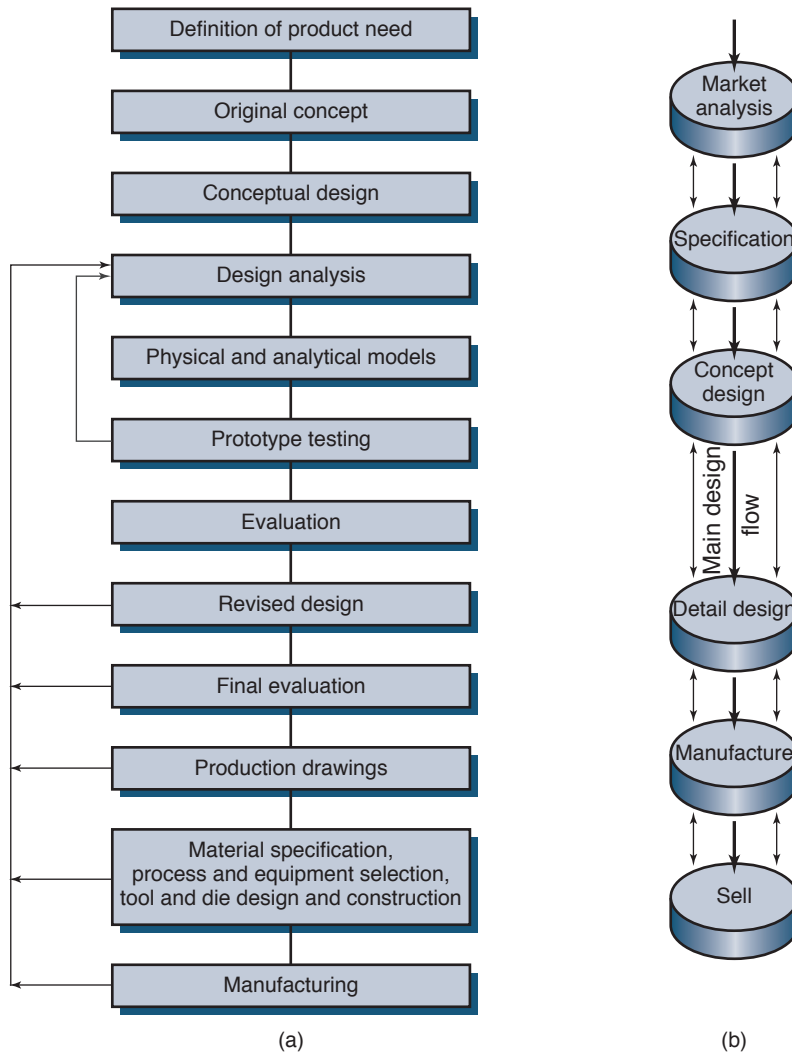 Definition of product need
Original concept
Conceptual design
Design analysis
Physical and analytical models
Prototype testing
Evaluation
Revised design
Final evaluation
Production drawings
Material specification,
process and equipment selection,
tool and die design and construction
Manufacturing
(a)
Market
analysis
Specification
Concept
design
Main design
flow
Detail design
Manufacture
Sell
(b)